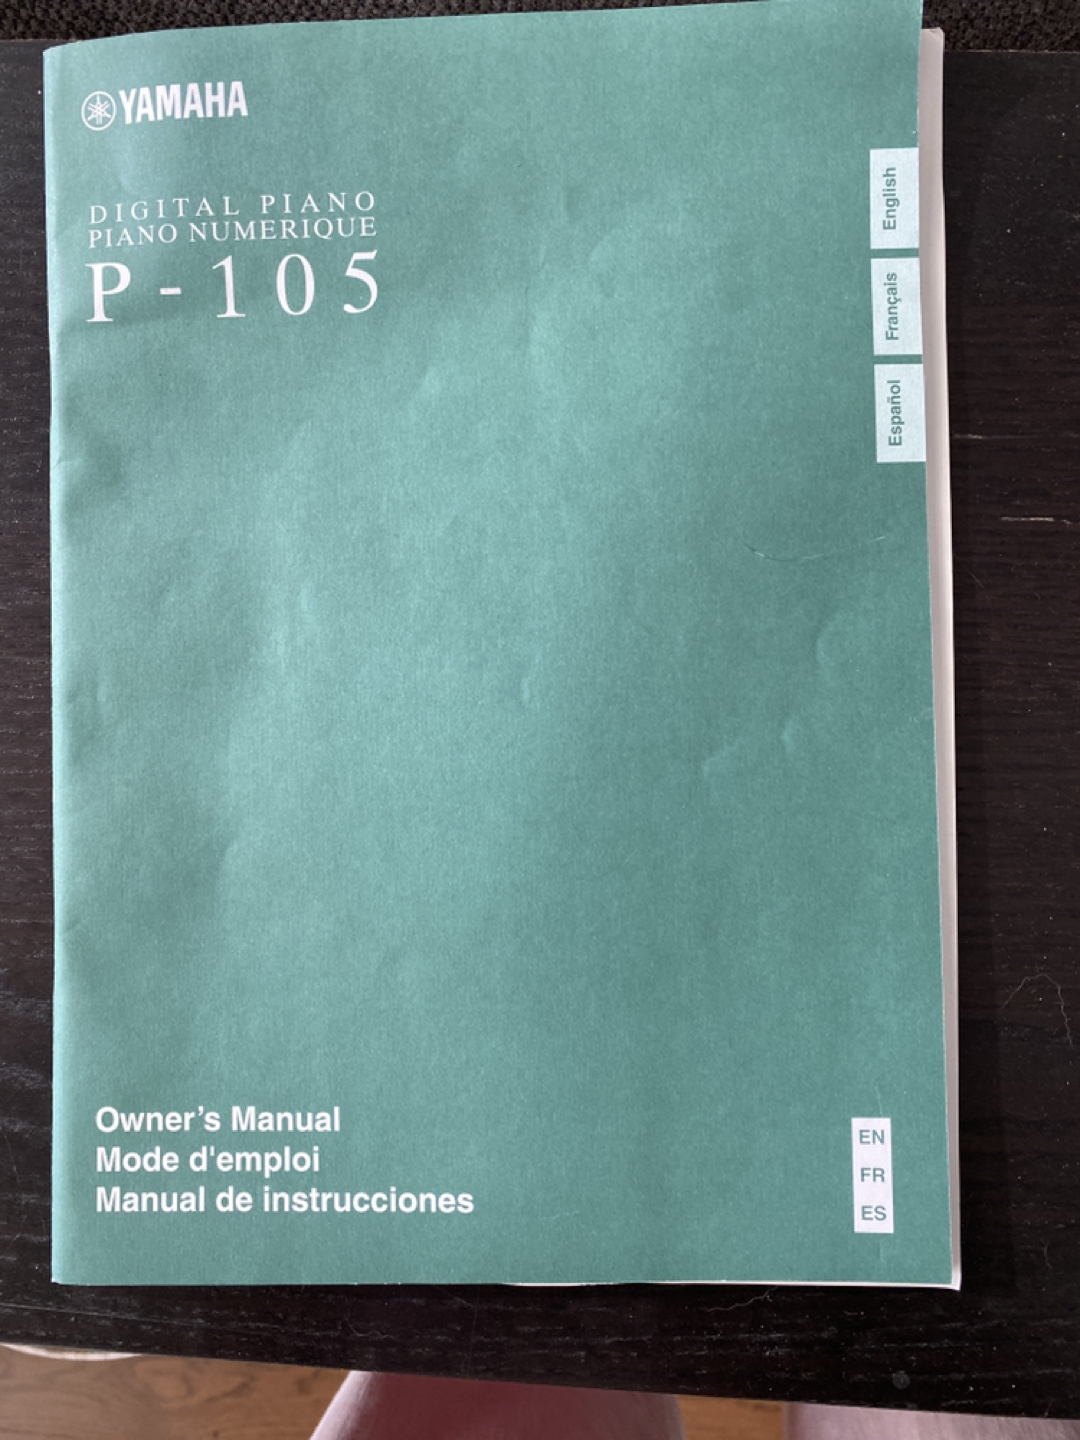 YAMAHA
DIGITAL PIANO
PIANO NUMERIQUE
P-105
English
Français
Español
Owner's Manual
Mode d'emploi
Manual de instrucciones
EN
FR
ES